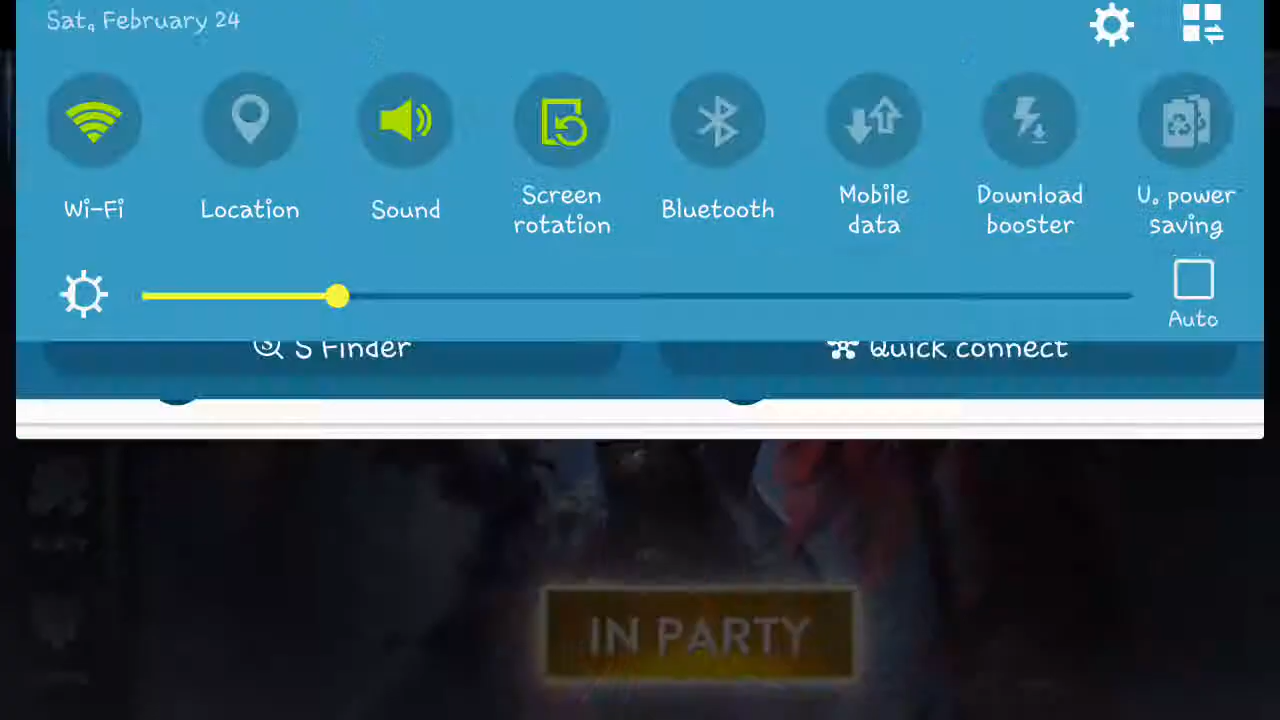 Sat, February 24
Wi-Fi
Location
Sound
Screen
rotation
Bluetooth
Mobile
data
Download
booster
U. power
saving
Auto
S Finder
Quick connect
IN PARTY